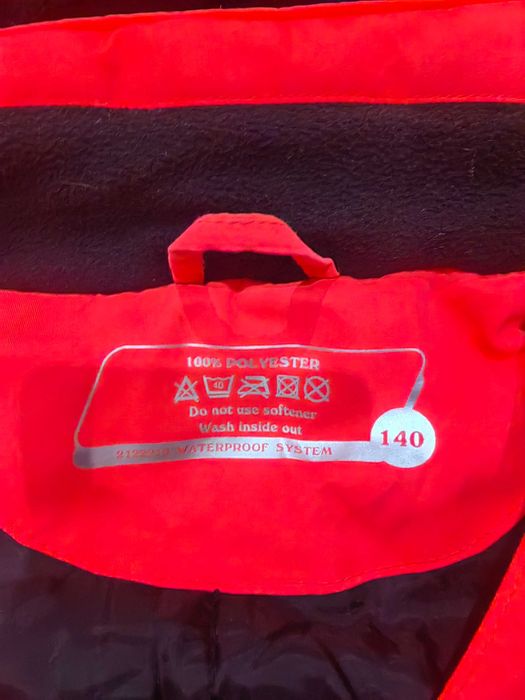 100% POLYESTER
40
Do not use softener
Wash inside out
WATERPROOF SYSTEM
140